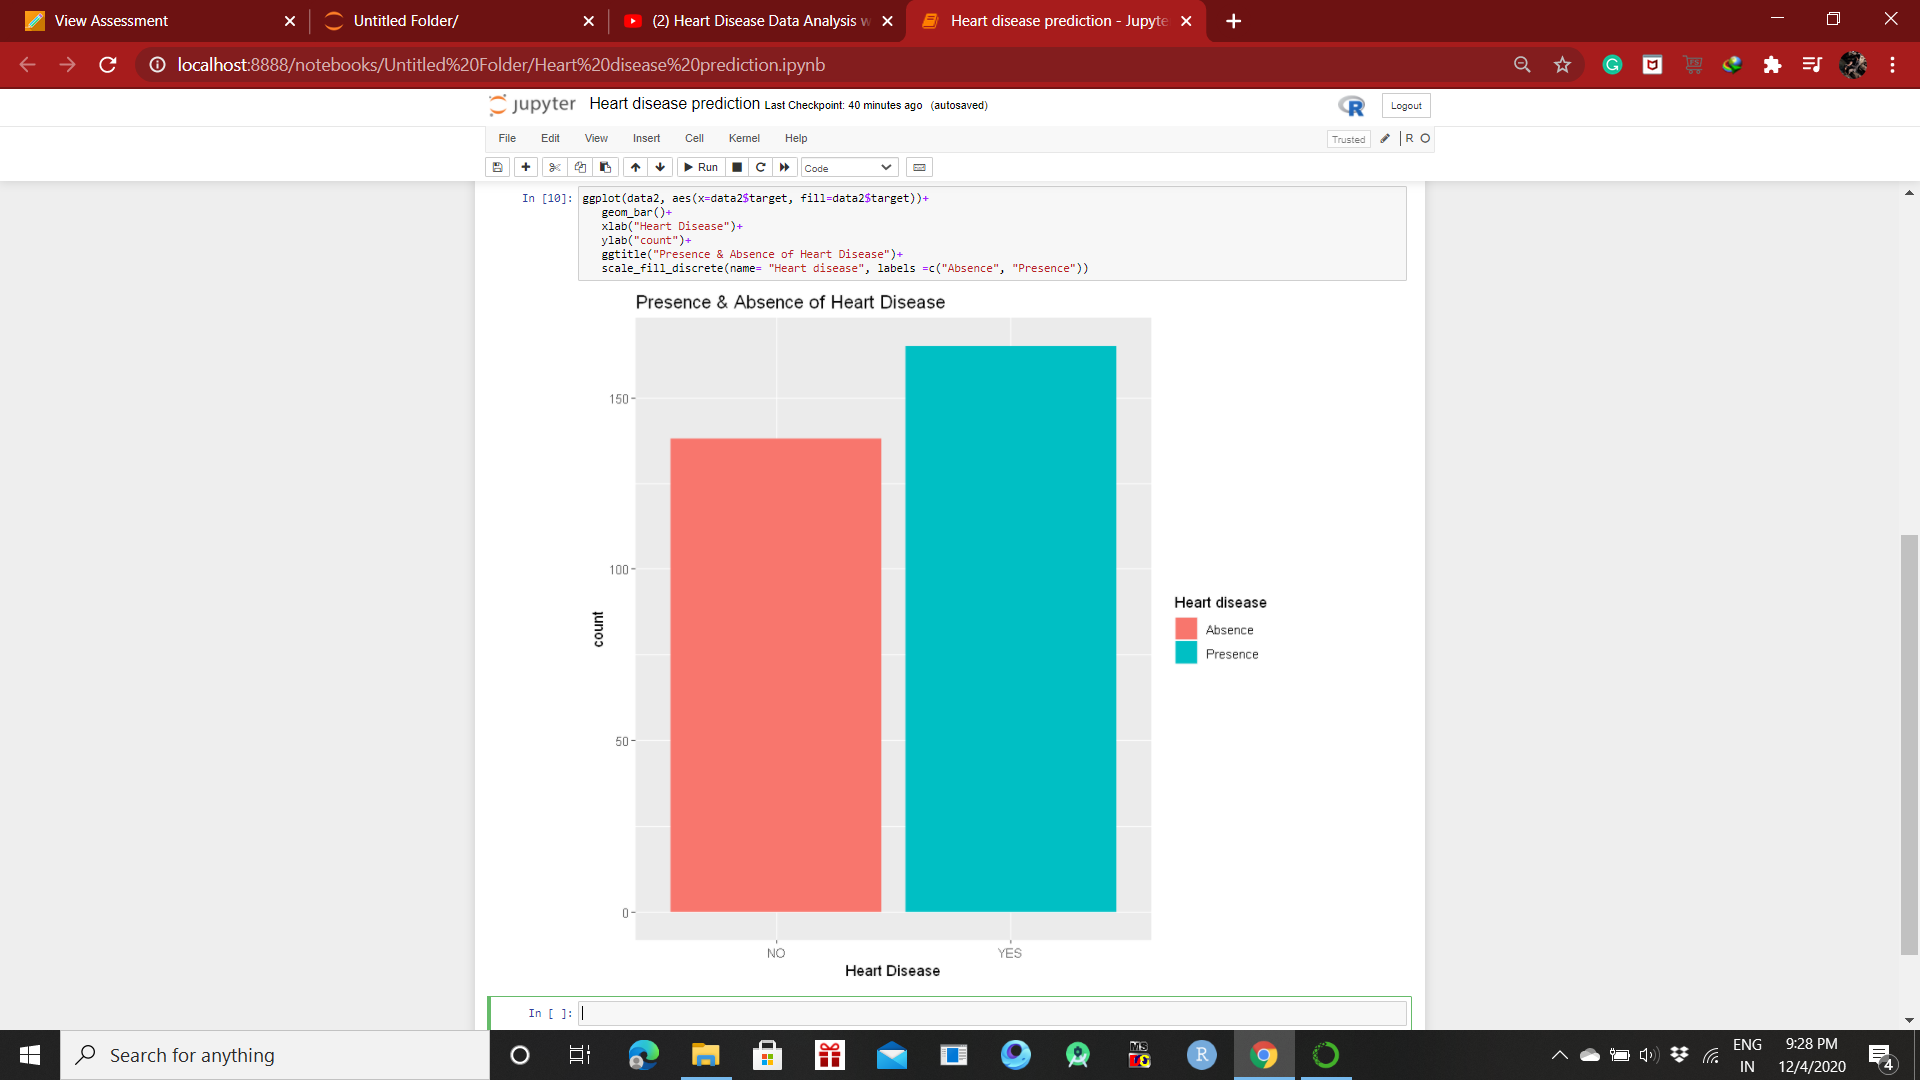 View Assessment
Untitled Folder/
(2) Heart Disease Data Analysis w
Heart disease prediction - Jupyte
localhost:8888/notebooks/Untitled%20Folder/Heart%20disease%20prediction.ipynb
jupyter Heart disease prediction Last Checkpoint: 40 minutes ago (autosaved)
R
Logout
File Edit View Insert Cell Kernel Help
Trusted R
Run Code
In [10]: ggplot(data2, aes(x=data2$target, fill=data2$target))+
geom_bar()+
xlab("Heart Disease")+
ylab("count")+
ggtitle("Presence & Absence of Heart Disease")+
scale_fill_discrete(name= "Heart disease", labels =c("Absence", "Presence"))
Presence & Absence of Heart Disease
150
100
50
0
count
NO YES
Heart Disease
Heart disease
Absence
Presence
In [ ]:
Search for anything
R
ENG
IN
9:28 PM
12/4/2020
4